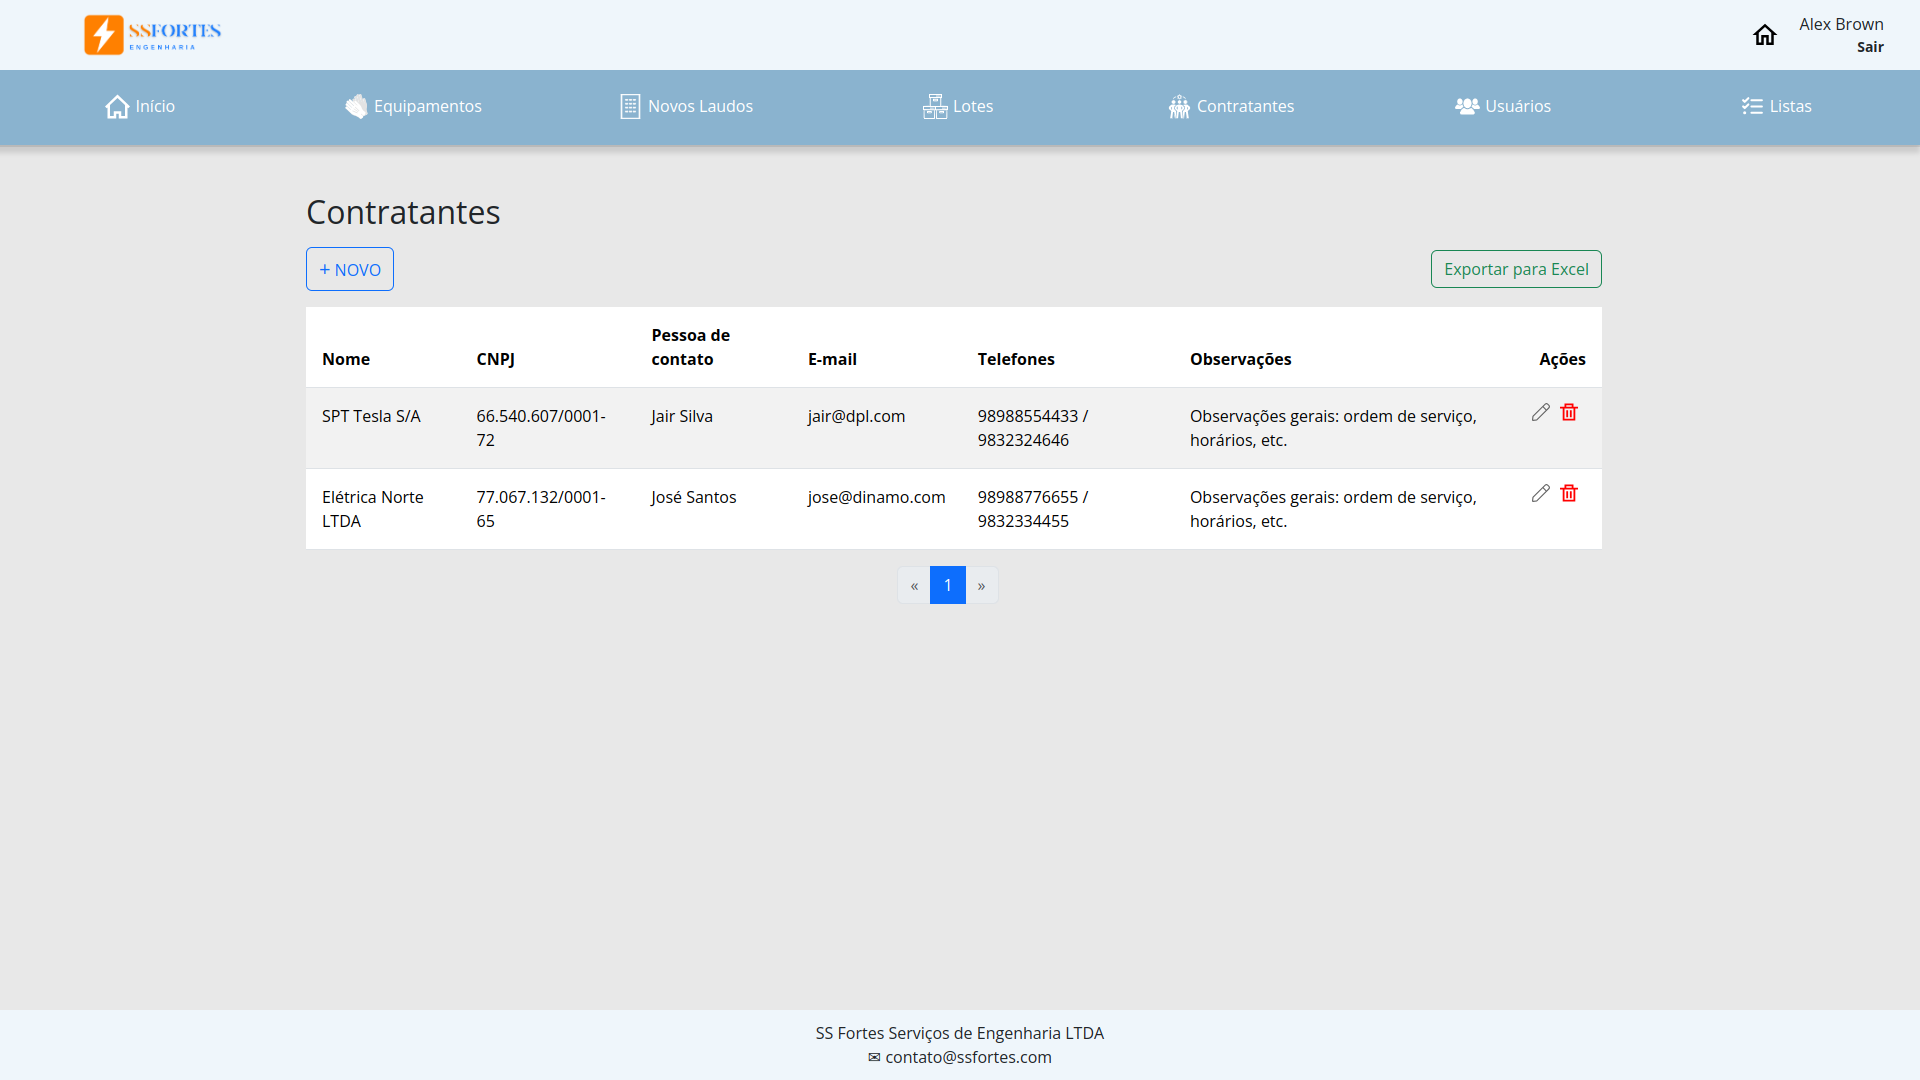 SSFORTES
ENGENHARIA
Alex Brown
Sair
Início
Equipamentos
Novos Laudos
Lotes
Contratantes
Usuários
Listas
Contratantes
+ NOVO
Exportar para Excel
Nome
CNPJ
Pessoa de
contato
E-mail
Telefones
Observações
Ações
SPT Tesla S/A
66.540.607/0001-
72
Jair Silva
jair@dpl.com
98988554433 /
9832324646
Observações gerais: ordem de serviço,
horários, etc.
Elétrica Norte
LTDA
77.067.132/0001-
65
José Santos
jose@dinamo.com
98988776655 /
9832334455
Observações gerais: ordem de serviço,
horários, etc.
« 1 »
SS Fortes Serviços de Engenharia LTDA
✉ contato@ssfortes.com